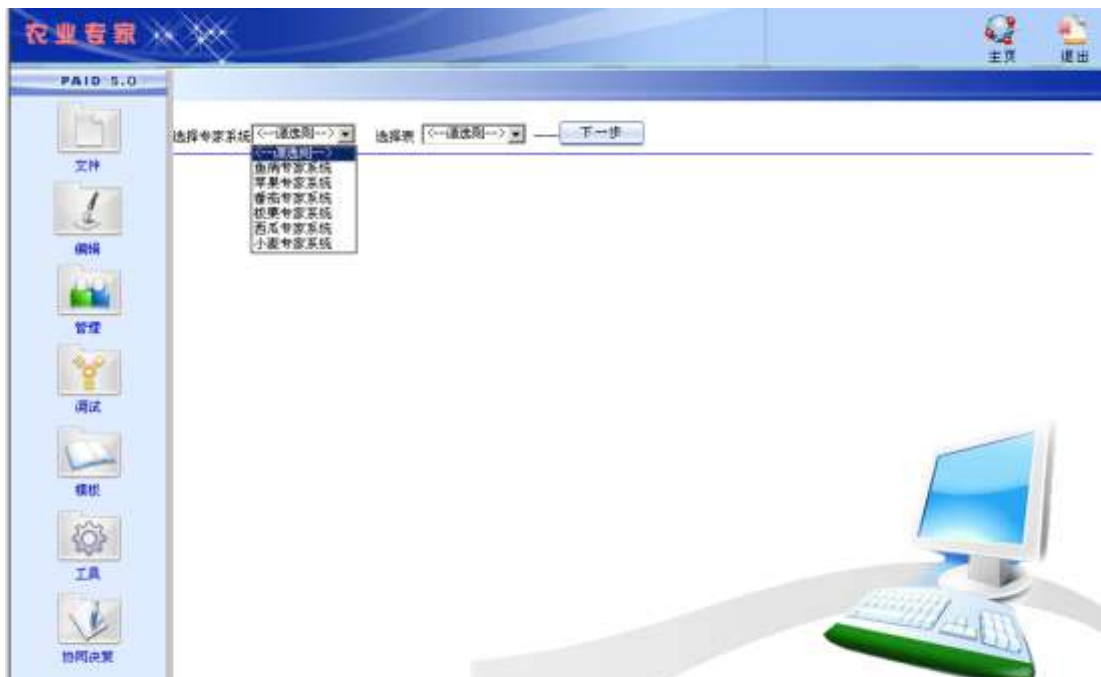 农业专家
主页
退出
PAID 5.0
选择专家系统 <--请选则--> 选择表 <--请选则--> ——下一步
<--请选则-->
鱼病专家系统
苹果专家系统
番茄专家系统
板栗专家系统
西瓜专家系统
小麦专家系统
文件
编辑
管理
调试
模板
工具
协同决策